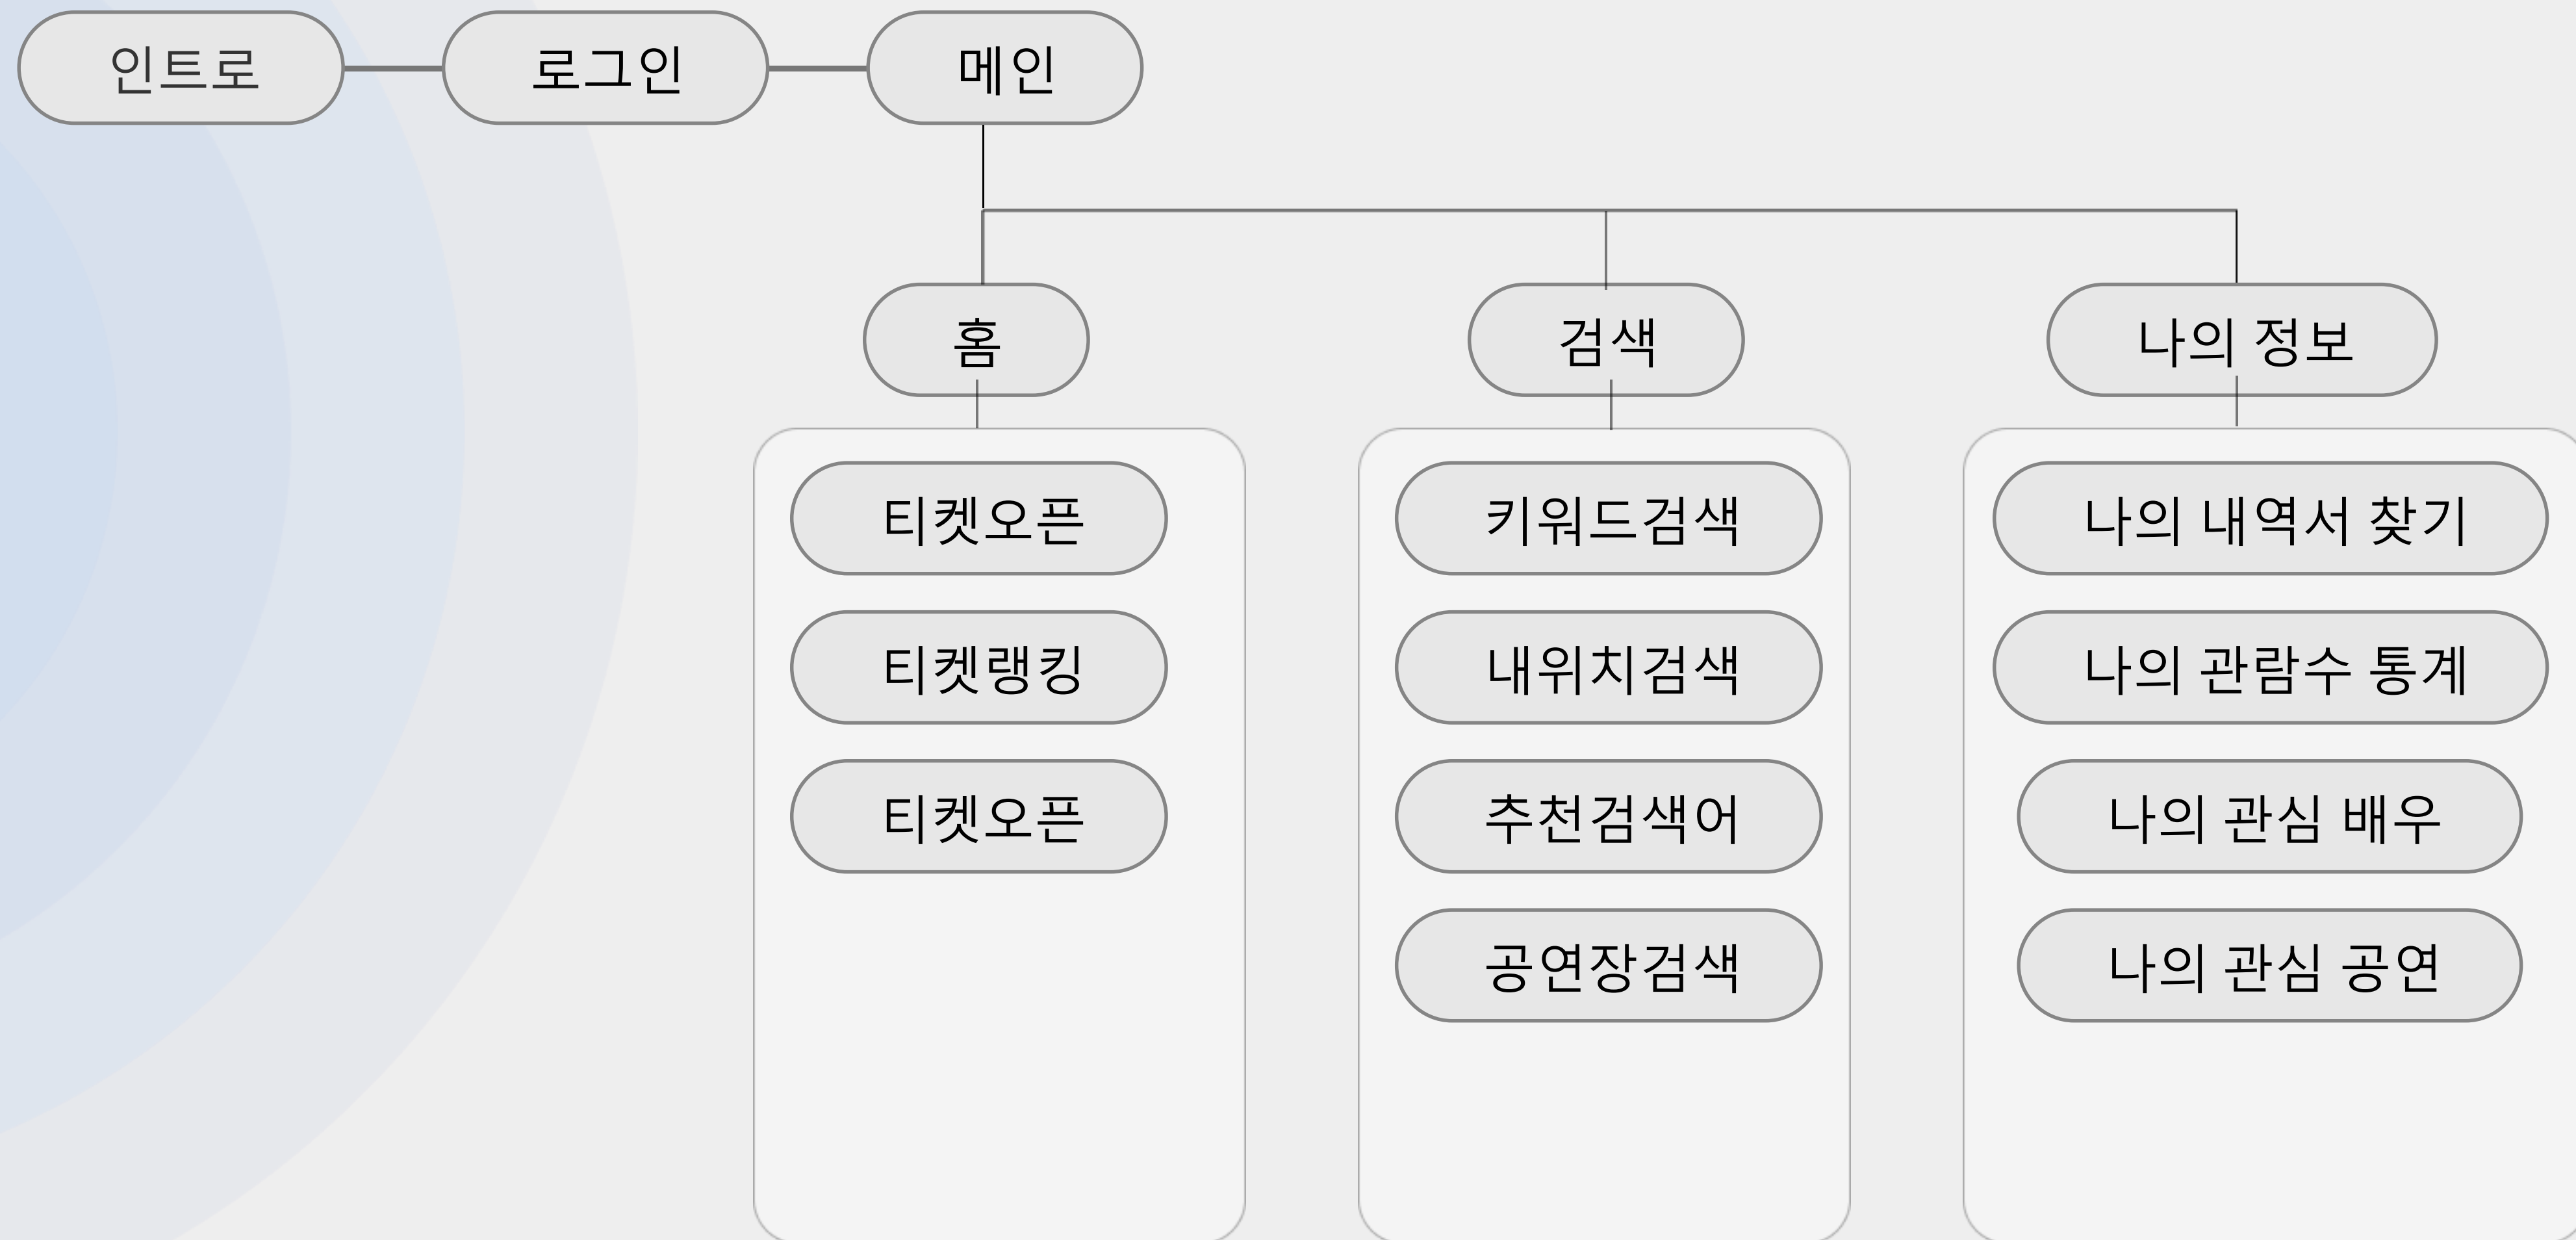 인트로
로그인
메인
홈
검색
나의 정보
티켓오픈
티켓랭킹
티켓오픈
키워드검색
내위치검색
추천검색어
공연장검색
나의 내역서 찾기
나의 관람수 통계
나의 관심 배우
나의 관심 공연